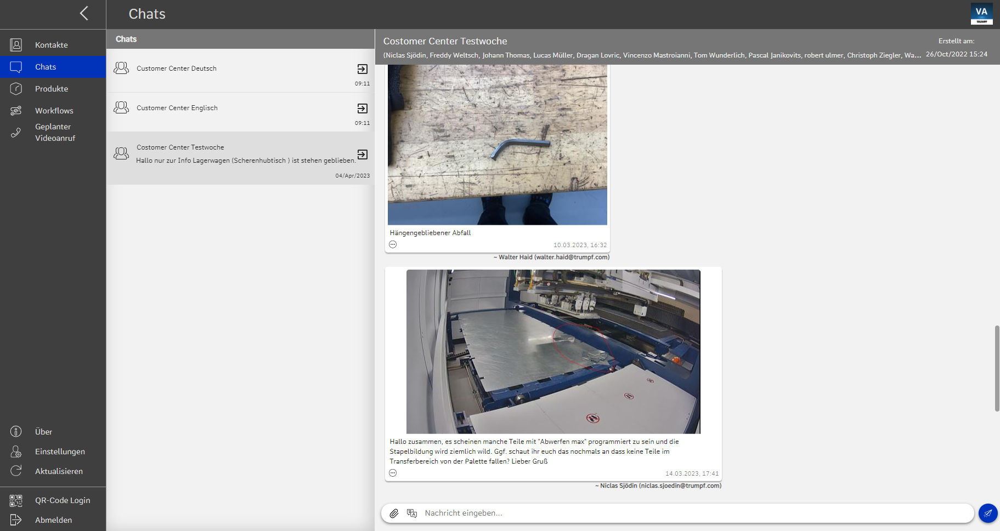 Chats
VA
TRUMPF
Kontakte
Chats
Produkte
Workflows
Geplanter
Videoanruf
Über
Einstellungen
Aktualisieren
QR-Code Login
Abmelden
Chats
Customer Center Deutsch
09:11
Customer Center Englisch
09:11
Costomer Center Testwoche
Hallo nur zur Info Lagerwagen (Scherenhubtisch ) ist stehen geblieben.
04/Apr/2023
Costomer Center Testwoche
Erstellt am:
(Niclas Sjödin, Freddy Weltsch, Johann Thomas, Lucas Müller, Dragan Lovric, Vincenzo Mastroianni, Tom Wunderlich, Pascal Janikovits, robert ulmer, Christoph Ziegler, Wa...
26/Oct/2022 15:24
Hängengebliebener Abfall
10.03.2023, 16:32
~ Walter Haid (walter.haid@trumpf.com)
Hallo zusammen, es scheinen manche Teile mit "Abwerfen max" programmiert zu sein und die
Stapelbildung wird ziemlich wild. Ggf. schaut ihr euch das nochmals an dass keine Teile im
Transferbereich von der Palette fallen? Lieber Gruß
14.03.2023, 17:41
~ Niclas Sjödin (niclas.sjoedin@trumpf.com)
Nachricht eingeben...